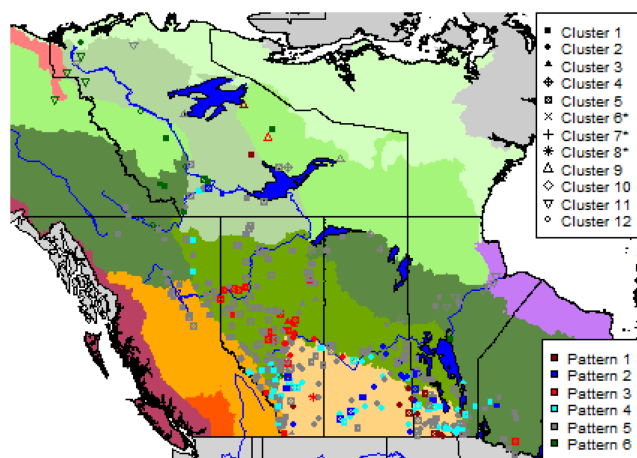 Cluster 1
Cluster 2
Cluster 3
Cluster 4
Cluster 5
Cluster 6*
Cluster 7*
Cluster 8*
Cluster 9
Cluster 10
Cluster 11
Cluster 12
Pattern 1
Pattern 2
Pattern 3
Pattern 4
Pattern 5
Pattern 6